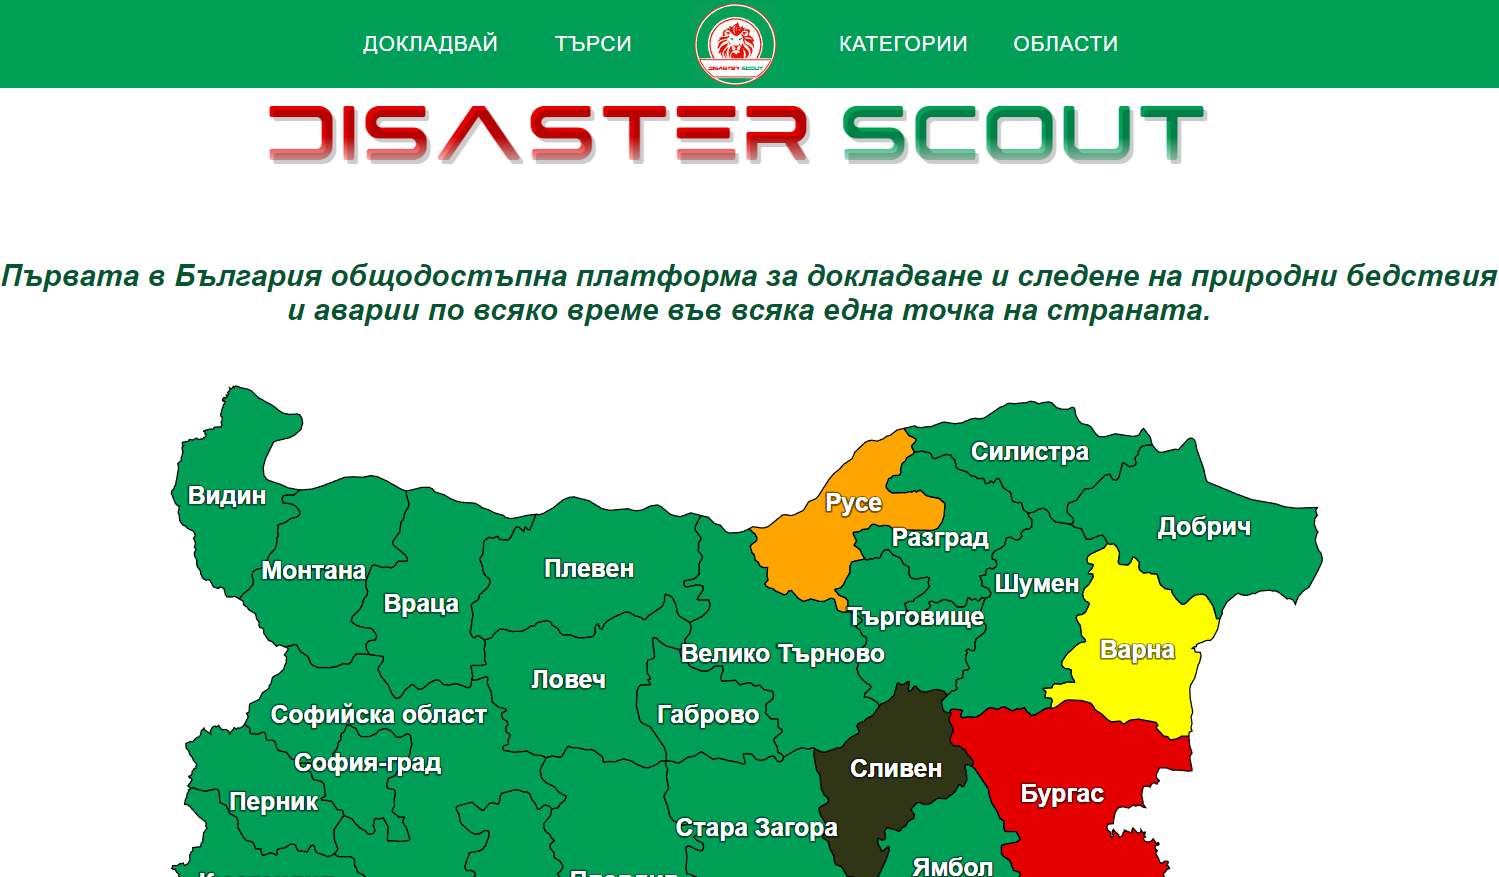 ДОКЛАДВАЙ
ТЪРСИ
DISASTER SCOUT
КАТЕГОРИИ
ОБЛАСТИ
DISASTER SCOUT
Първата в България общодостъпна платформа за докладване и следене на природни бедствия
и аварии по всяко време във всяка една точка на страната.
Силистра
Видин
Русе
Добрич
Разград
Плевен
Монтана
Шумен
Враца
Търговище
Варна
Велико Търново
Ловеч
Габрово
Софийска област
София-град
Сливен
Бургас
Перник
Стара Загора
Ямбол